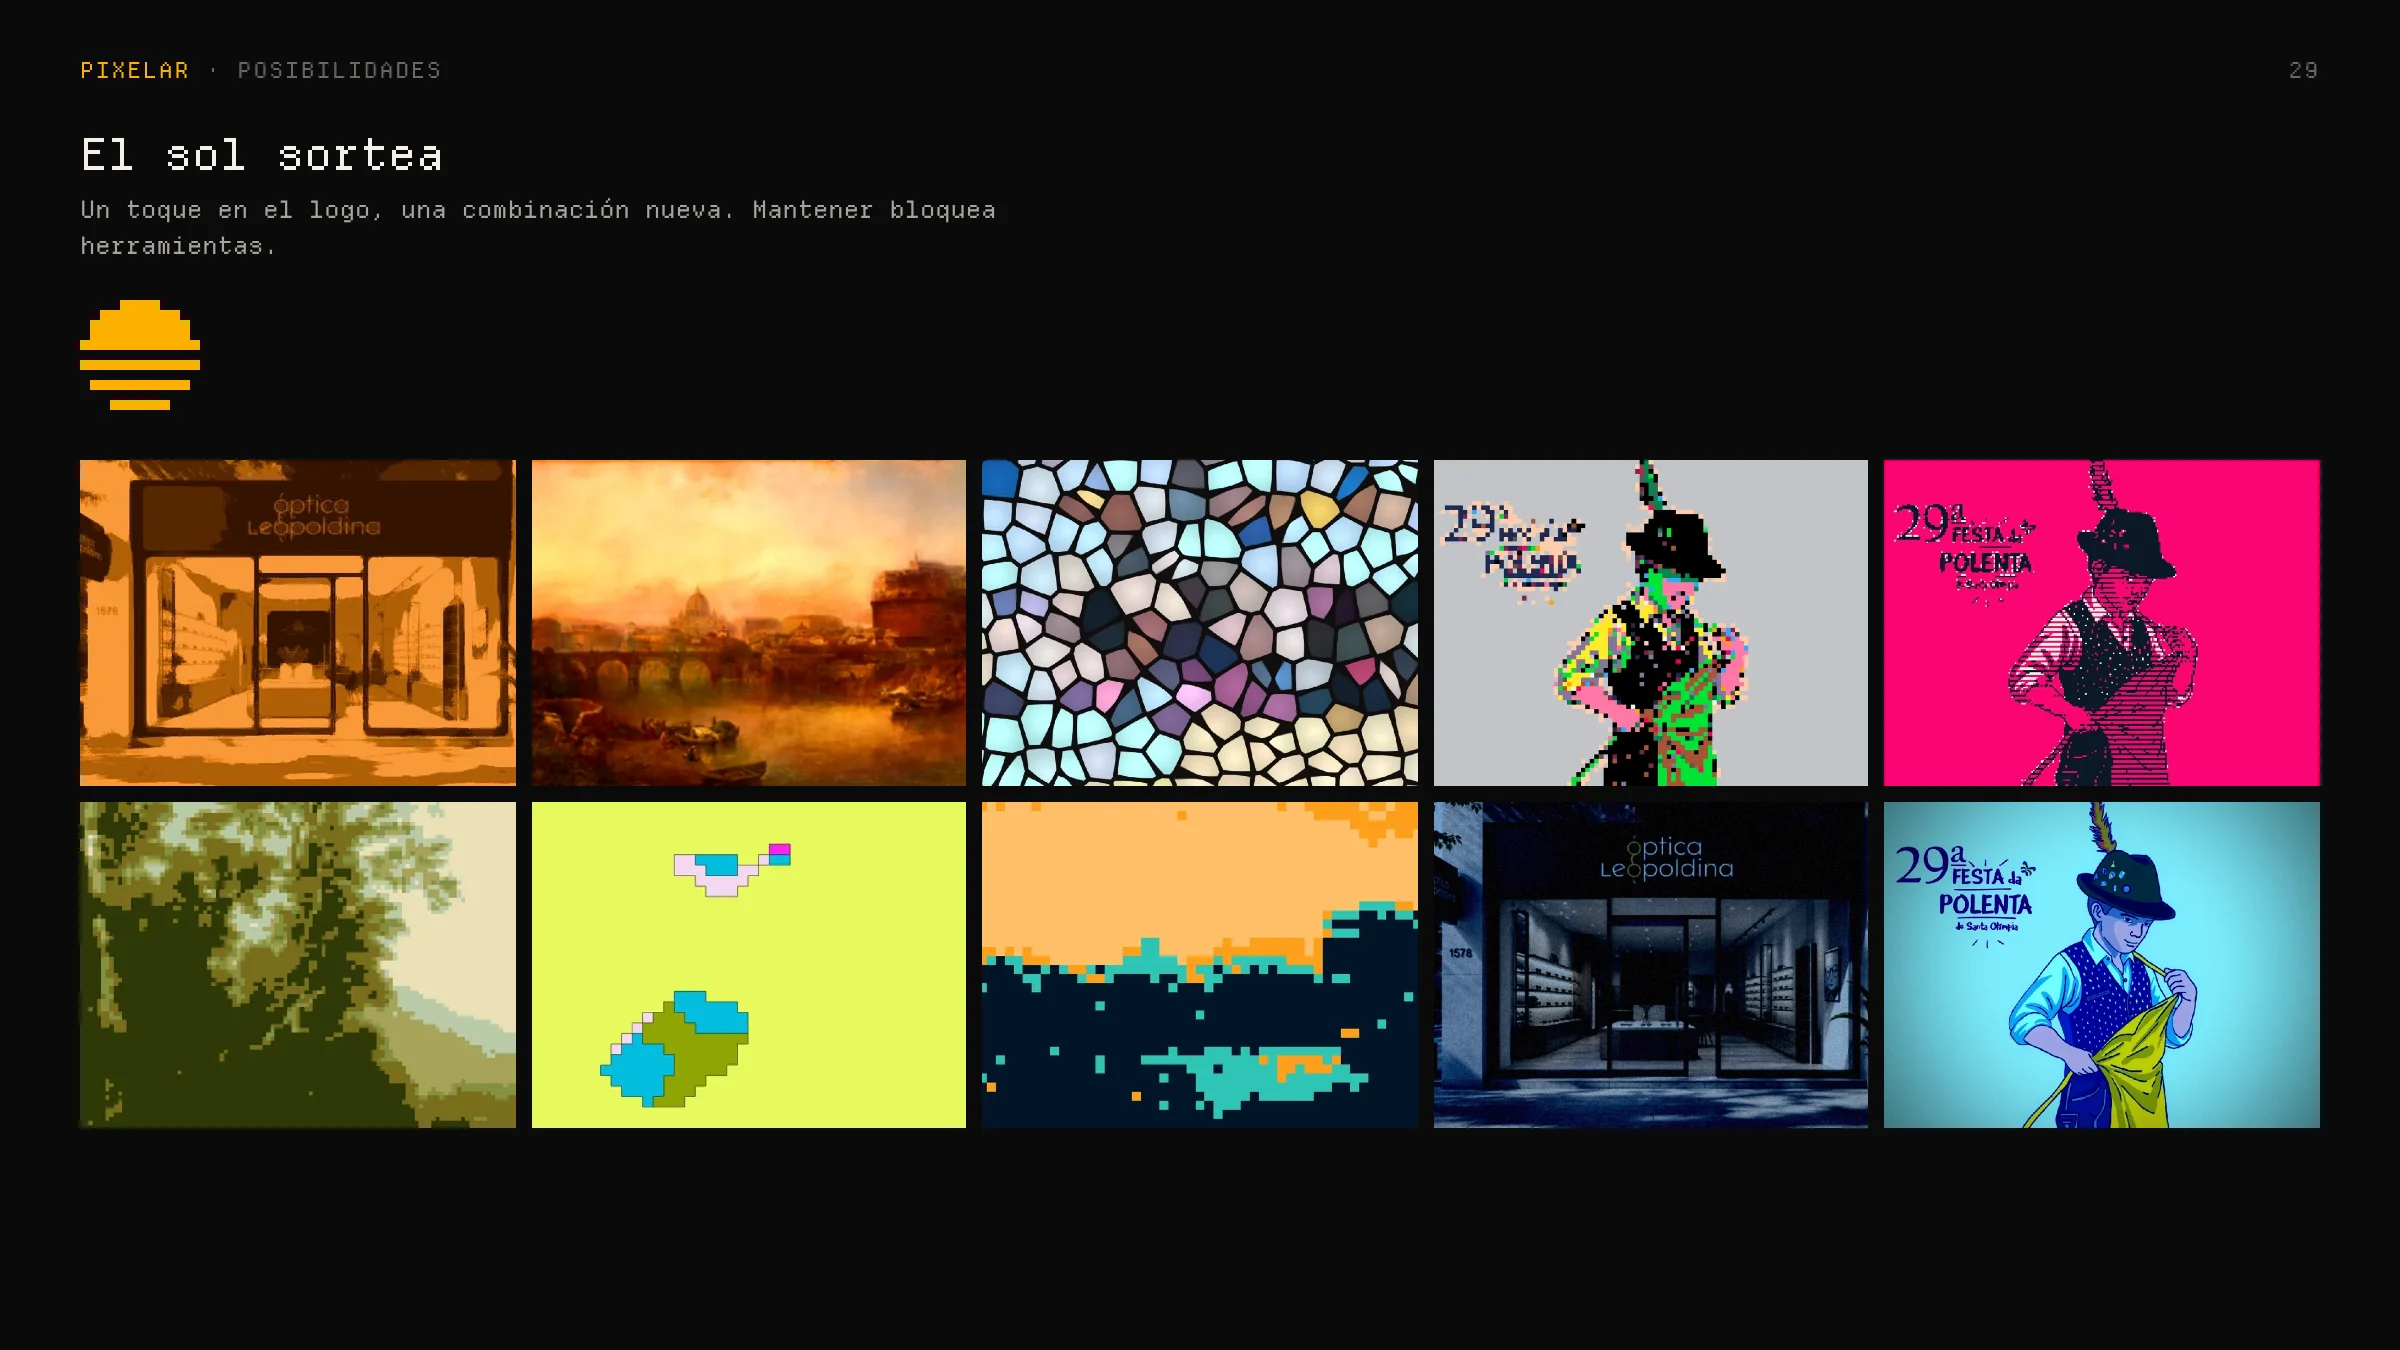 PIXELAR · POSIBILIDADES
29
El sol sortea
Un toque en el logo, una combinación nueva. Mantener bloquea
herramientas.
óptica
Leopoldina
1578
29
29ª
FESTA da
POLENTA
óptica
Leopoldina
1578
29ª
FESTA da
POLENTA
de Santa Olímpia